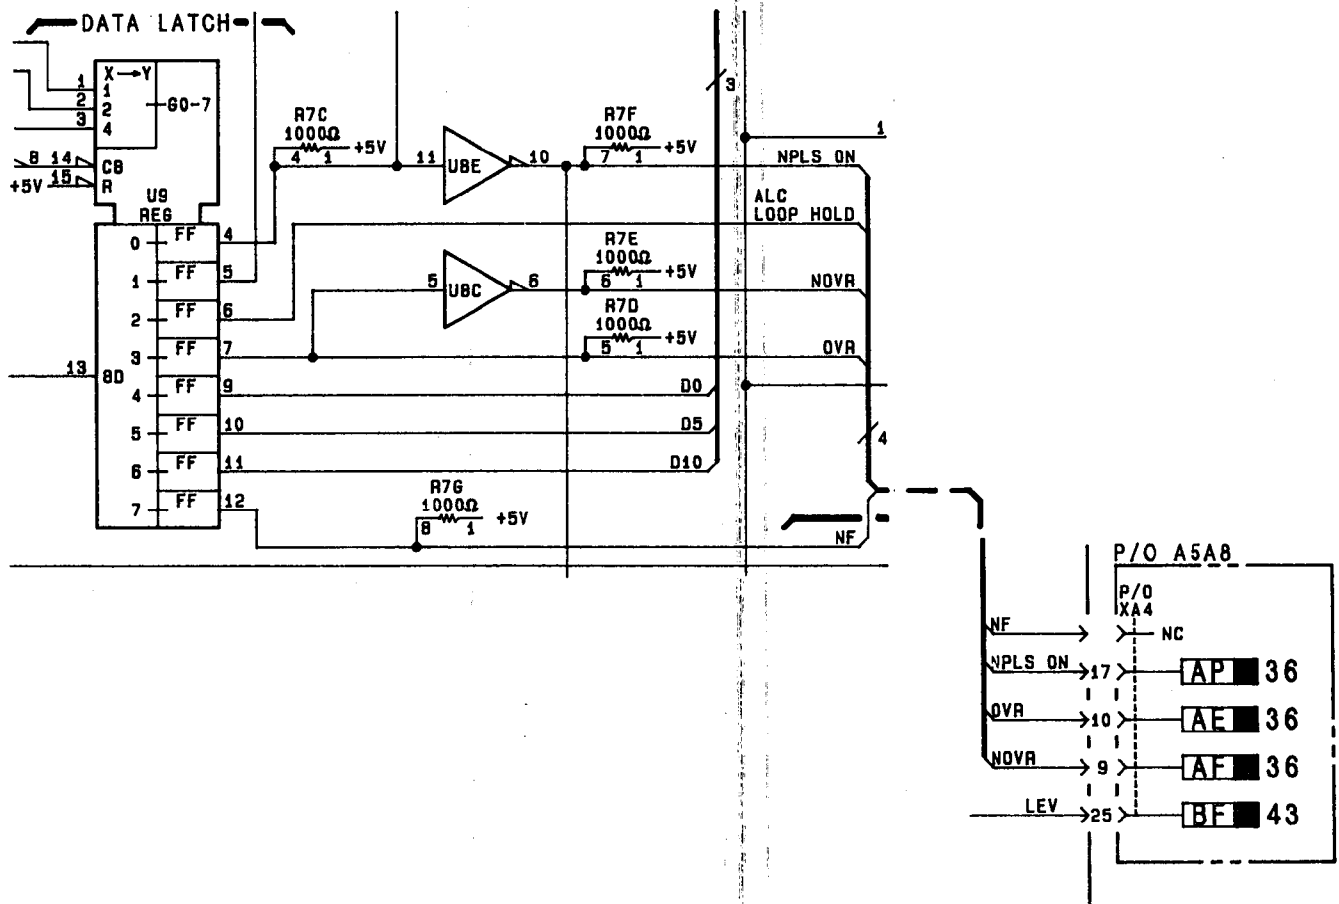 DATA LATCH
X→Y
1 1
2 2
3 4
G0-7
8 14 C8
+5V 15 R
U9
REG
0 FF 4
1 FF 5
2 FF 6
3 FF 7
4 FF 9
5 FF 10
6 FF 11
7 FF 12
13 8D
R7C
1000Ω
4 1 +5V
11 U8E 10
R7F
1000Ω
7 1 +5V
3
1
NPLS ON
ALC
LOOP HOLD
R7E
1000Ω
6 1 +5V
5 U8C 6
NOVR
R7D
1000Ω
5 1 +5V
OVR
D0
D5
D10
4
R7G
1000Ω
8 1 +5V
NF
P/O A5A8
P/O
XA4
NF NC
NPLS ON 17 AP 36
OVR 10 AE 36
NOVR 9 AF 36
LEV 25 BF 43